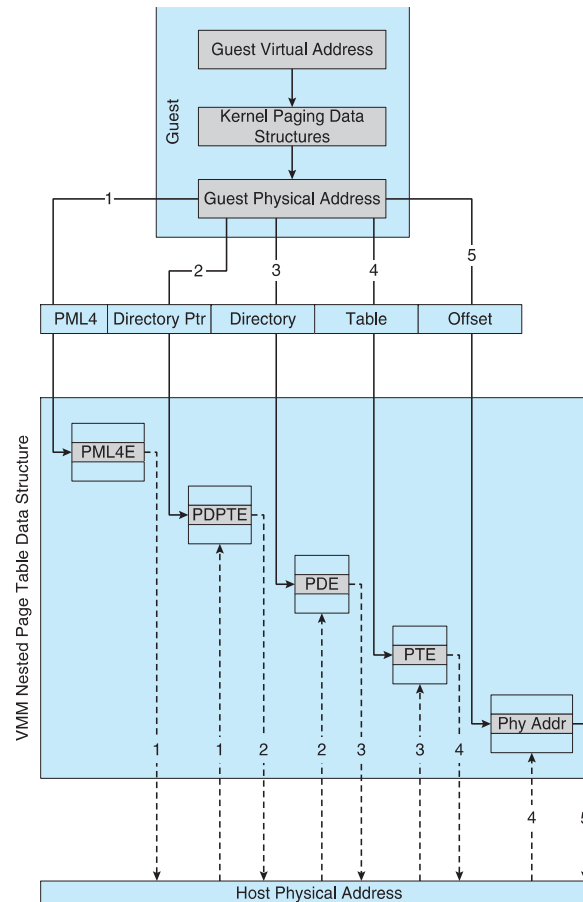 Guest Virtual Address
Guest
Kernel Paging Data
Structures
Guest Physical Address
1
2
3
4
5
PML4 Directory Ptr Directory Table Offset
VMM Nested Page Table Data Structure
PML4E
PDPTE
PDE
PTE
Phy Addr
1 1 2 2 3 3 4 4 5
Host Physical Address